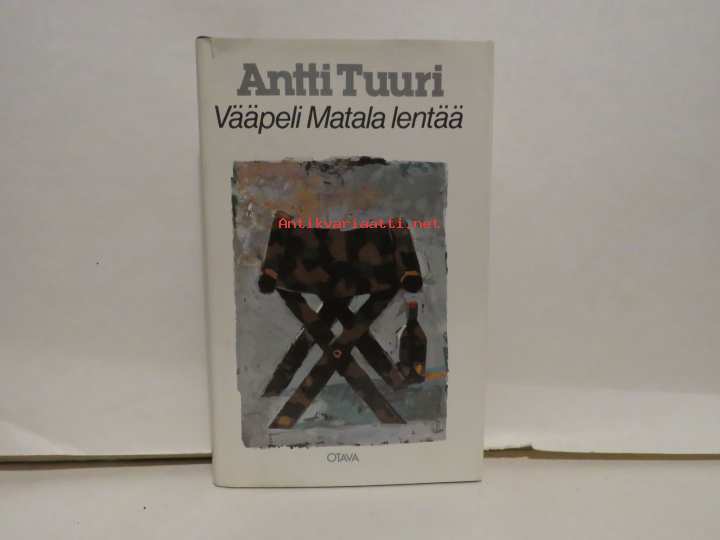 Antti Tuuri
Vääpeli Matala lentää
Antikvariaatti.net
OTAVA